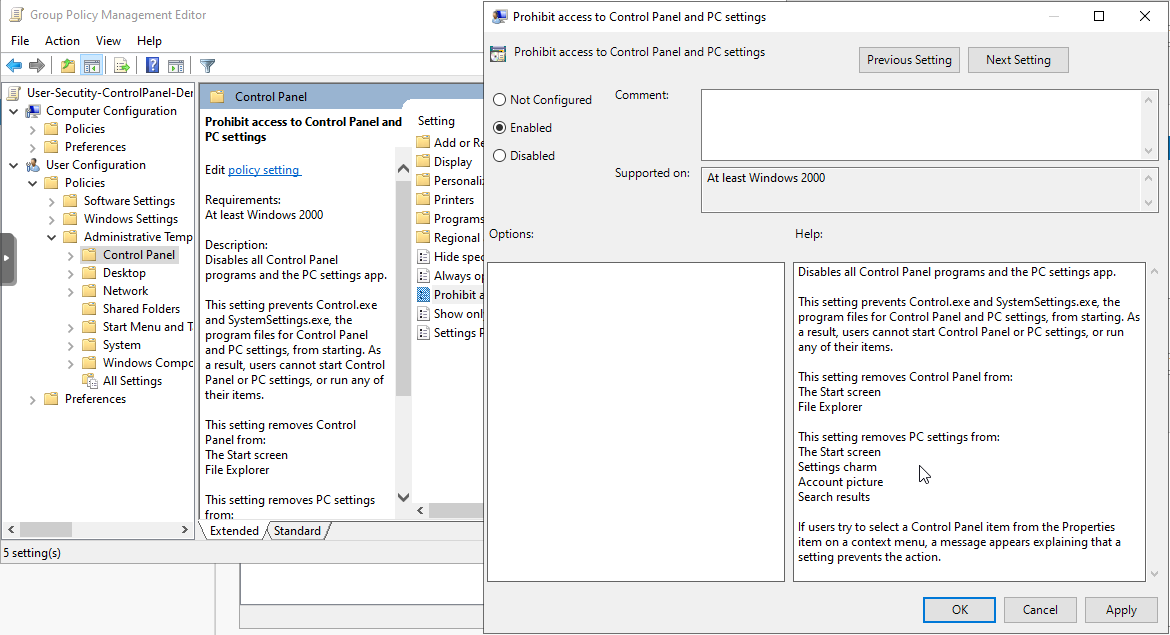 Group Policy Management Editor
File Action View Help
User-Secutity-ControlPanel-Der
Computer Configuration
Policies
Preferences
User Configuration
Policies
Software Settings
Windows Settings
Administrative Temp
Control Panel
Desktop
Network
Shared Folders
Start Menu and T
System
Windows Compo
All Settings
Preferences
Control Panel
Prohibit access to Control Panel and
PC settings
Edit policy setting
Requirements:
At least Windows 2000
Description:
Disables all Control Panel
programs and the PC settings app.
This setting prevents Control.exe
and SystemSettings.exe, the
program files for Control Panel
and PC settings, from starting. As
a result, users cannot start Control
Panel or PC settings, or run any of
their items.
This setting removes Control
Panel from:
The Start screen
File Explorer
This setting removes PC settings
from:
Setting
Add or Re
Display
Personaliz
Printers
Programs
Regional
Hide spec
Always op
Prohibit a
Show onl
Settings P
Extended Standard
5 setting(s)
Prohibit access to Control Panel and PC settings
Prohibit access to Control Panel and PC settings
Previous Setting Next Setting
Not Configured
Enabled
Disabled
Comment:
Supported on:
At least Windows 2000
Options:
Help:
Disables all Control Panel programs and the PC settings app.
This setting prevents Control.exe and SystemSettings.exe, the
program files for Control Panel and PC settings, from starting. As
a result, users cannot start Control Panel or PC settings, or run
any of their items.
This setting removes Control Panel from:
The Start screen
File Explorer
This setting removes PC settings from:
The Start screen
Settings charm
Account picture
Search results
If users try to select a Control Panel item from the Properties
item on a context menu, a message appears explaining that a
setting prevents the action.
OK Cancel Apply